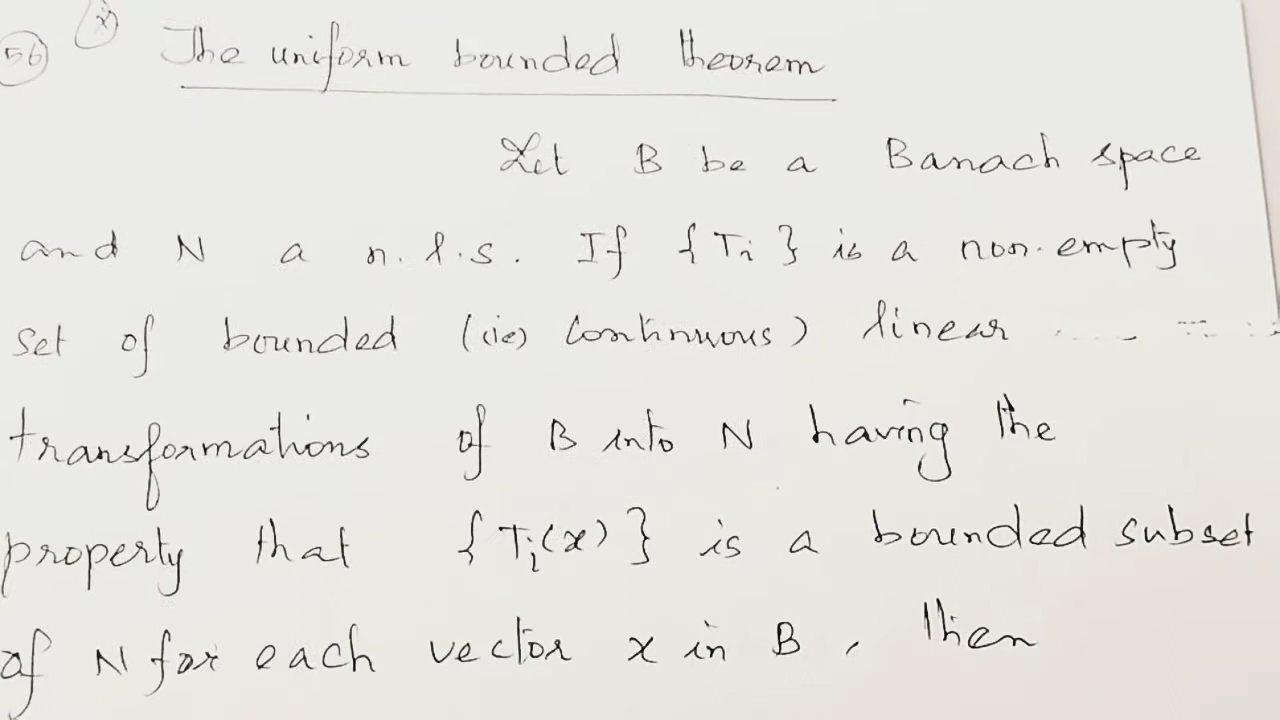 56 x The uniform bounded theorem
Let B be a Banach space
and N a n.l.s. If {Ti} is a non-empty
set of bounded (ie) continuous) linear
transformations of B into N having the
property that {Ti(x)} is a bounded subset
of N for each vector x in B, then